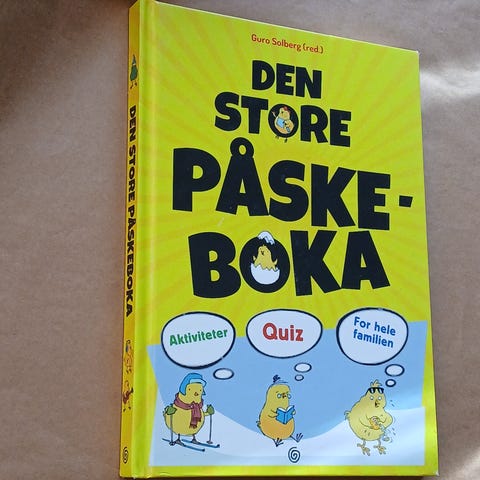 Guro Solberg (red.)
DEN
STORE
PÅSKE-
BOKA
Aktiviteter
Quiz
For hele
familien
DEN STORE PÅSKEBOKA